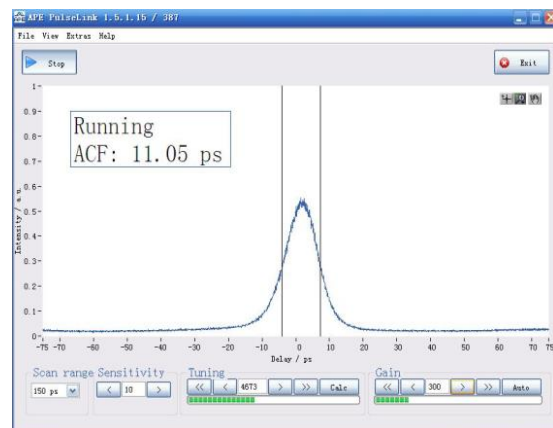 APE PulseLink 1.5.1.15 / 387
File View Extras Help
Stop
Exit
Running
ACF: 11.05 ps
1-
0.9-
0.8-
0.7-
0.6-
0.5-
0.4-
0.3-
0.2-
0.1-
0-
Intensity / a.u.
-75 -70 -60 -50 -40 -30 -20 -10 0 10 20 30 40 50 60 70 75
Delay / ps
Scan range Sensitivity Tuning Gain
150 ps < 10 > << < 4673 > >> Calc << < 300 > >> Auto